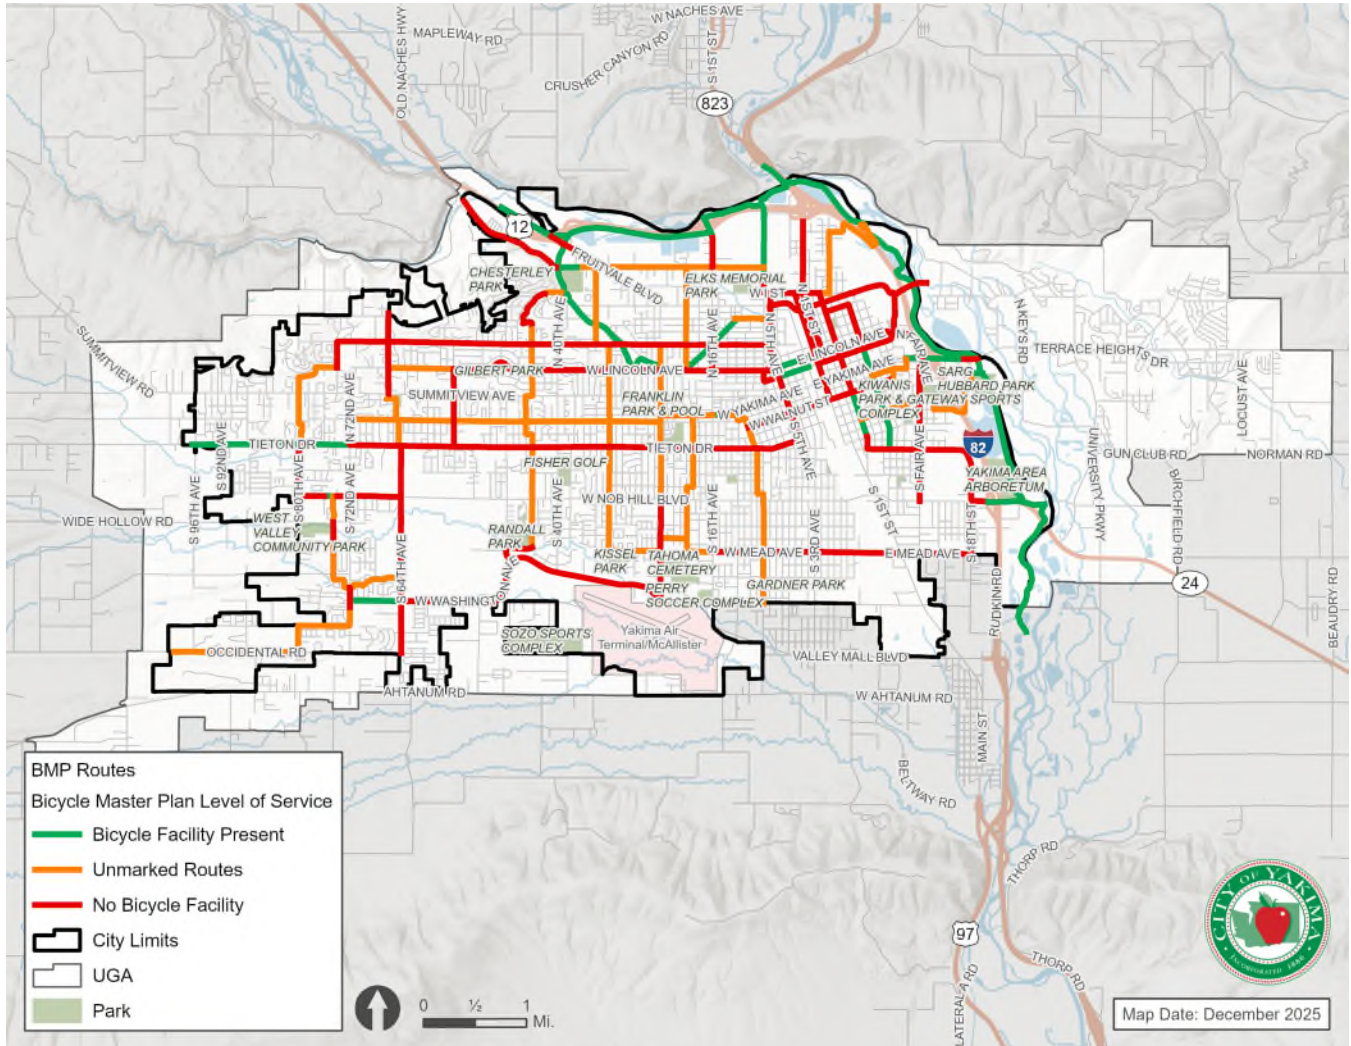 W NACHES AVE
OLD NACHES HWY
MAPLEWAY RD
CRUSHER CANYON RD
S 1ST ST
823
12
FRUITVALE BLVD
CHESTERLEY
PARK
ELKS MEMORIAL
PARK
W I ST
N 1ST ST
N 5TH AVE
N 16TH AVE
N 40TH AVE
N KEYS RD
TERRACE HEIGHTS DR
SUMMITVIEW RD
E LINCOLN AVE
N FAIR AVE
GILBERT PARK
W LINCOLN AVE
E YAKIMA AVE
SARG
HUBBARD PARK
KIWANIS
PARK & GATEWAY SPORTS
COMPLEX
LOCUST AVE
N 72ND AVE
SUMMITVIEW AVE
FRANKLIN
PARK & POOL
W YAKIMA AVE
W WALNUT ST
S 92ND AVE
TIETON DR
TIETON DR
S 5TH AVE
82
UNIVERSITY PKWY
GUN CLUB RD
NORMAN RD
BIRCHFIELD RD
FISHER GOLF
YAKIMA AREA
ARBORETUM
S FAIR AVE
S 96TH AVE
S 80TH AVE
S 72ND AVE
W NOB HILL BLVD
S 40TH AVE
S 16TH AVE
S 1ST ST
S 18TH ST
WIDE HOLLOW RD
WEST
VALLEY
COMMUNITY PARK
RANDALL
PARK
S 3RD AVE
S 64TH AVE
KISSEL
PARK
TAHOMA
CEMETERY
W MEAD AVE
E MEAD AVE
GARDNER PARK
PERRY
SOCCER COMPLEX
24
BEAUDRY RD
RUDKIN RD
W WASHINGTON AVE
SOZO SPORTS
COMPLEX
Yakima Air
Terminal/McAllister
OCCIDENTAL RD
VALLEY MALL BLVD
AHTANUM RD
W AHTANUM RD
MAIN ST
BELTWAY RD
THORP RD
97
THORP RD
LATERAL A RD
BMP Routes
Bicycle Master Plan Level of Service
Bicycle Facility Present
Unmarked Routes
No Bicycle Facility
City Limits
UGA
Park
0 ½ 1
Mi.
CITY OF YAKIMA
INCORPORATED 1886
Map Date: December 2025